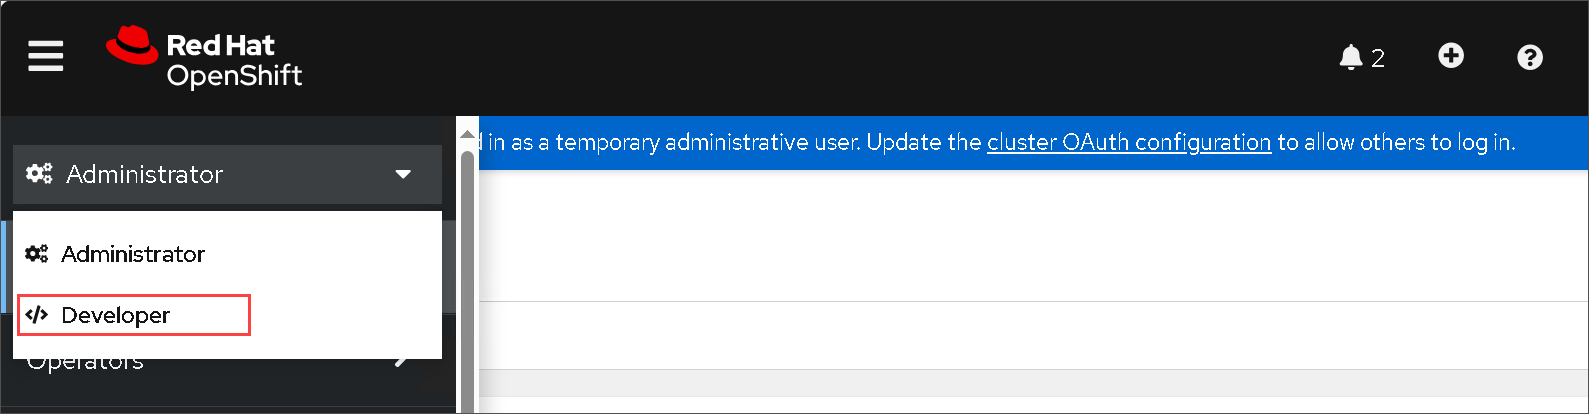 Red Hat
OpenShift
2
in as a temporary administrative user. Update the cluster OAuth configuration to allow others to log in.
Administrator
Administrator
Developer
Operators